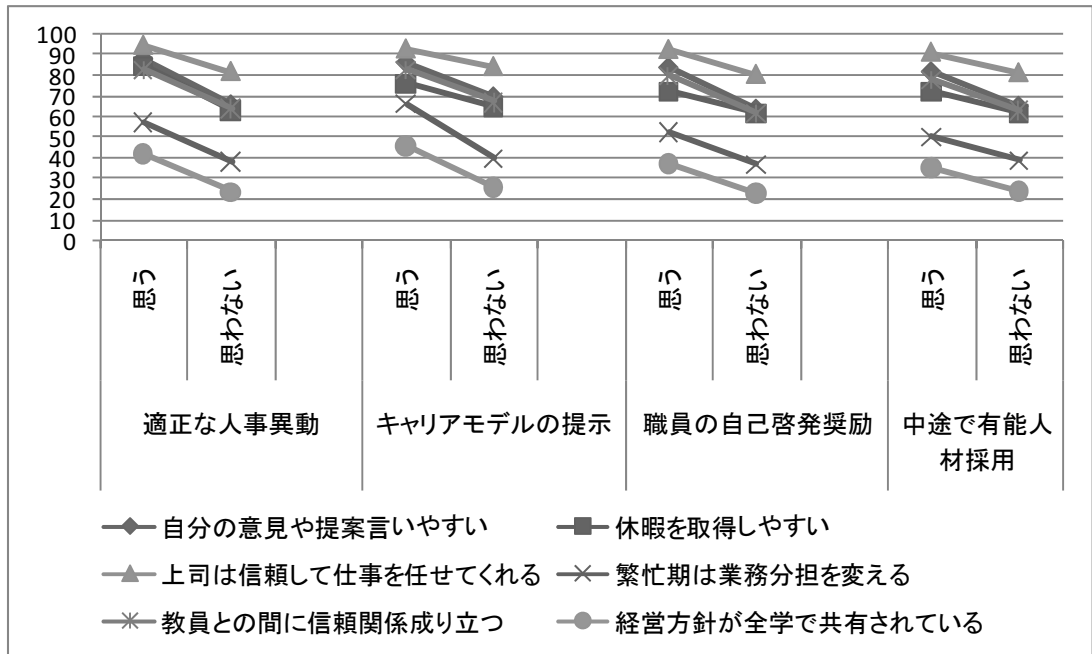 100
90
80
70
60
50
40
30
20
10
0
思う
思わない
思う
思わない
思う
思わない
思う
思わない
適正な人事異動
キャリアモデルの提示
職員の自己啓発奨励
中途で有能人
材採用
自分の意見や提案言いやすい
休暇を取得しやすい
上司は信頼して仕事を任せてくれる
繁忙期は業務分担を変える
教員との間に信頼関係成り立つ
経営方針が全学で共有されている